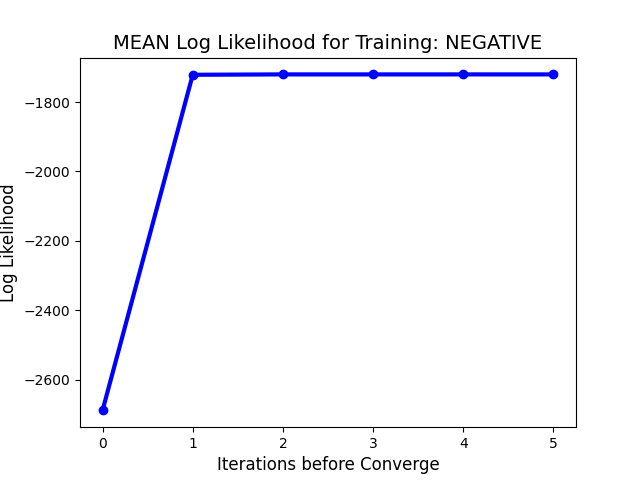 MEAN Log Likelihood for Training: NEGATIVE
Log Likelihood
−1800
−2000
−2200
−2400
−2600
0 1 2 3 4 5
Iterations before Converge